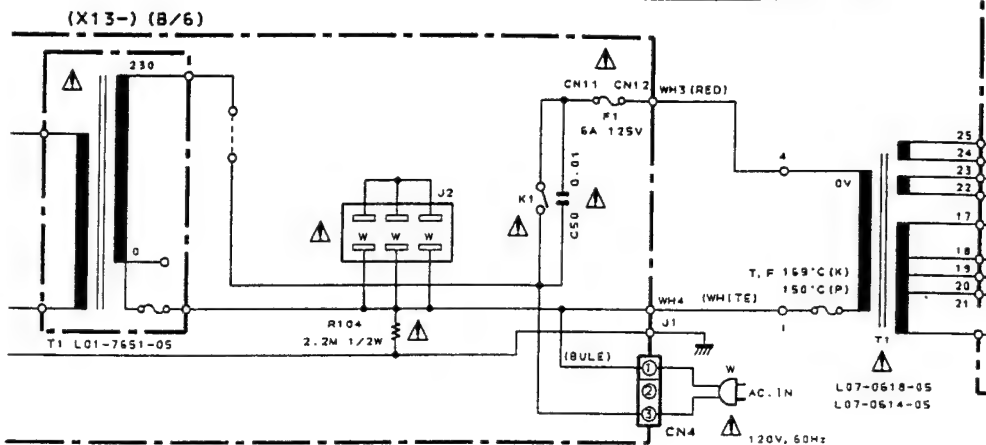 (X13-) (B/6)
230
CN11 CN12
WH3(RED)
F1
6A 125V
25
24
23
22
4
0V
17
J2
K1
C50 0.01
W W W
0
18
T,F 169°C(K)
19
150°C(P)
20
WH4 (WHITE)
21
J1
1
R104
2.2M 1/2W
T1 L01-7651-05
T1
(BULE)
1
W
2
AC.IN
L07-0618-05
3
L07-0614-05
CN4
120V, 60Hz